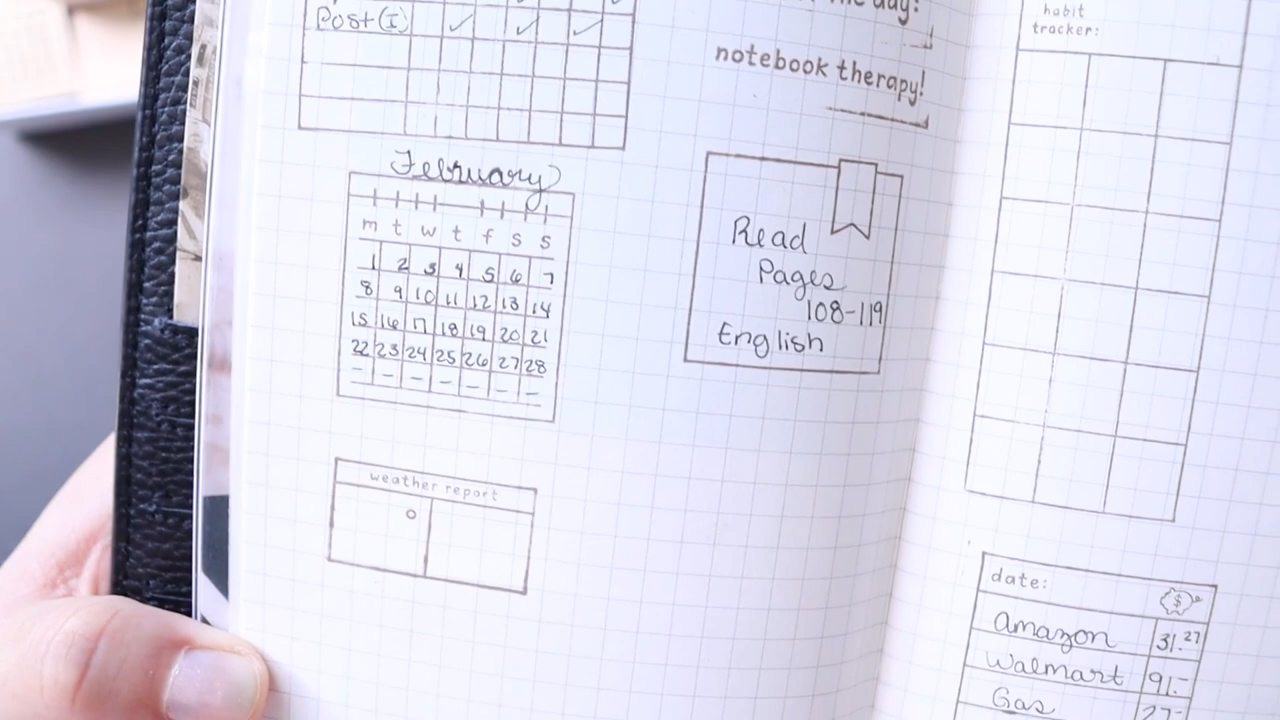 Post(I) ✓ ✓ ✓
February
m t w t f s s
1 2 3 4 5 6 7
8 9 10 11 12 13 14
15 16 17 18 19 20 21
22 23 24 25 26 27 28
- - - - - - -
weather report
day:
notebook therapy!
Read
Pages
108-119
English
habit
tracker:
date: $
amazon 31.27
Walmart 91.-
Gas